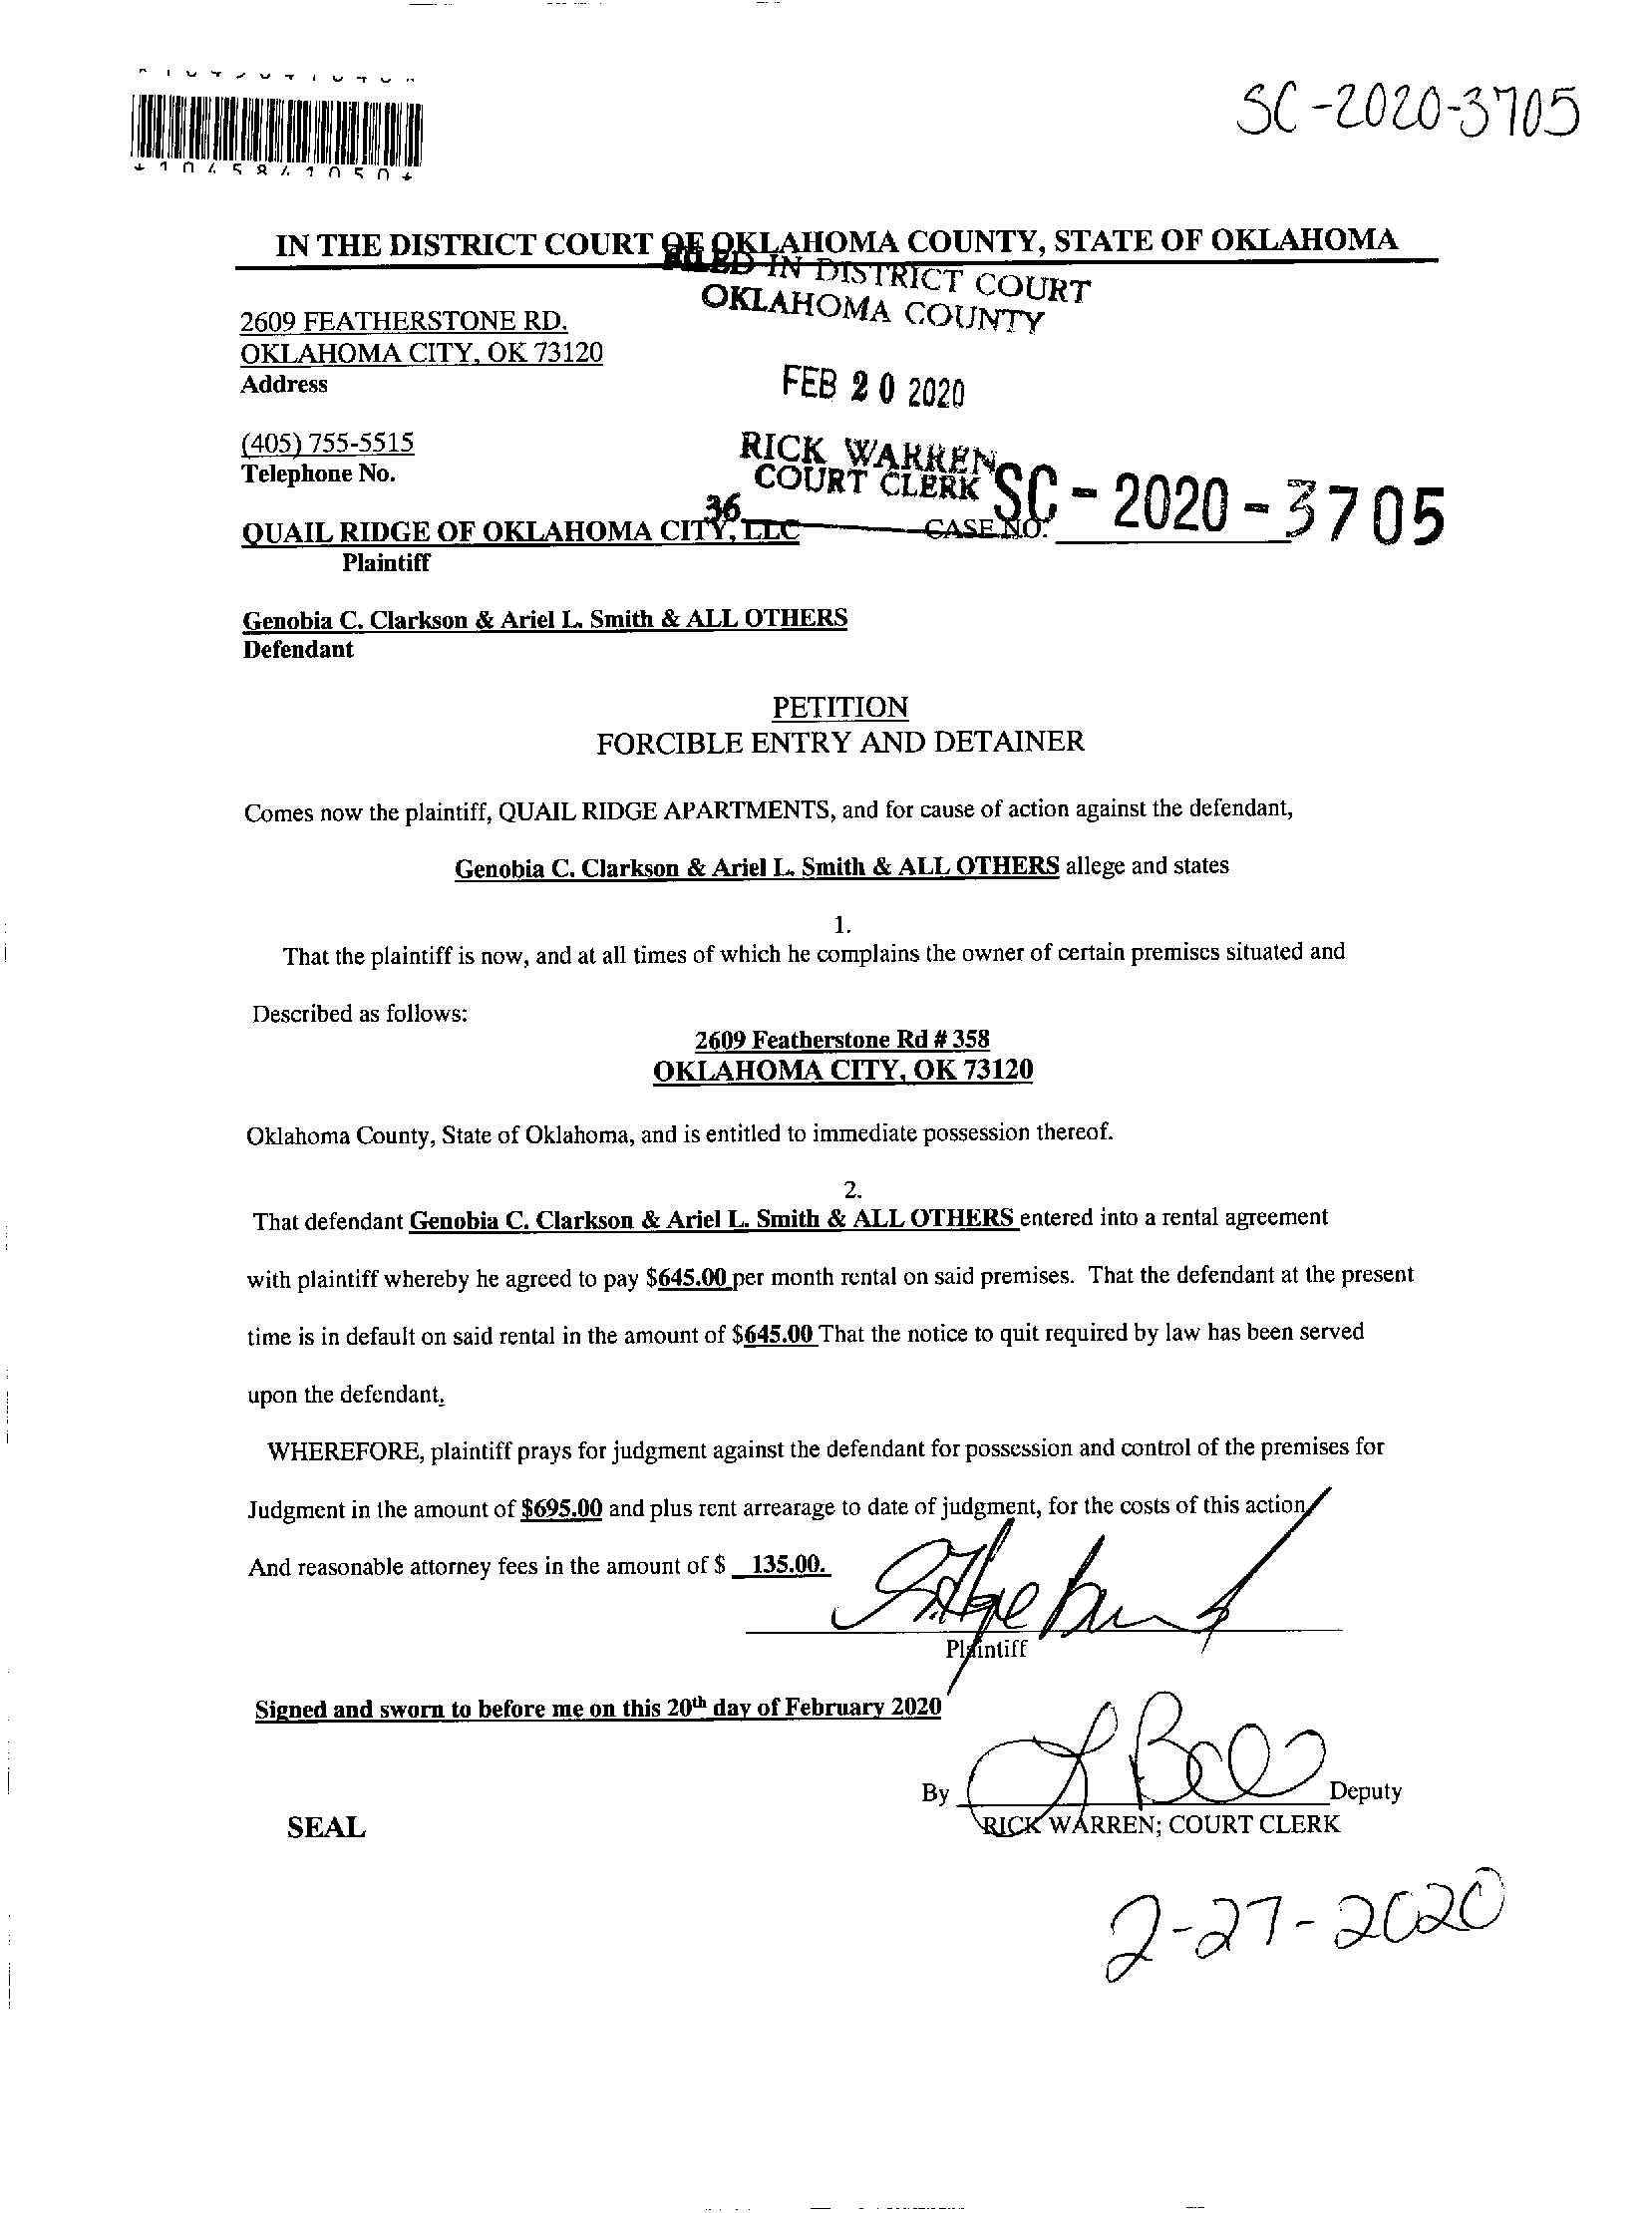 SC-2020-3705
*1045841050*
IN THE DISTRICT COURT OF OKLAHOMA COUNTY, STATE OF OKLAHOMA
FILED IN DISTRICT COURT
OKLAHOMA COUNTY
2609 FEATHERSTONE RD.
OKLAHOMA CITY, OK 73120
Address
FEB 20 2020
(405) 755-5515
Telephone No.
RICK WARREN
COURT CLERK
36
SC - 2020 - 3705
QUAIL RIDGE OF OKLAHOMA CITY, LLC CASE NO.
Plaintiff
Genobia C. Clarkson & Ariel L. Smith & ALL OTHERS
Defendant
PETITION
FORCIBLE ENTRY AND DETAINER
Comes now the plaintiff, QUAIL RIDGE APARTMENTS, and for cause of action against the defendant,
Genobia C. Clarkson & Ariel L. Smith & ALL OTHERS allege and states
1.
That the plaintiff is now, and at all times of which he complains the owner of certain premises situated and
Described as follows:
2609 Featherstone Rd # 358
OKLAHOMA CITY, OK 73120
Oklahoma County, State of Oklahoma, and is entitled to immediate possession thereof.
2.
That defendant Genobia C. Clarkson & Ariel L. Smith & ALL OTHERS entered into a rental agreement
with plaintiff whereby he agreed to pay $645.00 per month rental on said premises. That the defendant at the present
time is in default on said rental in the amount of $645.00 That the notice to quit required by law has been served
upon the defendant.
WHEREFORE, plaintiff prays for judgment against the defendant for possession and control of the premises for
Judgment in the amount of $695.00 and plus rent arrearage to date of judgment, for the costs of this action
And reasonable attorney fees in the amount of $ 135.00.
Plaintiff
Signed and sworn to before me on this 20th day of February 2020
By Deputy
RICK WARREN; COURT CLERK
SEAL
2-27-2020